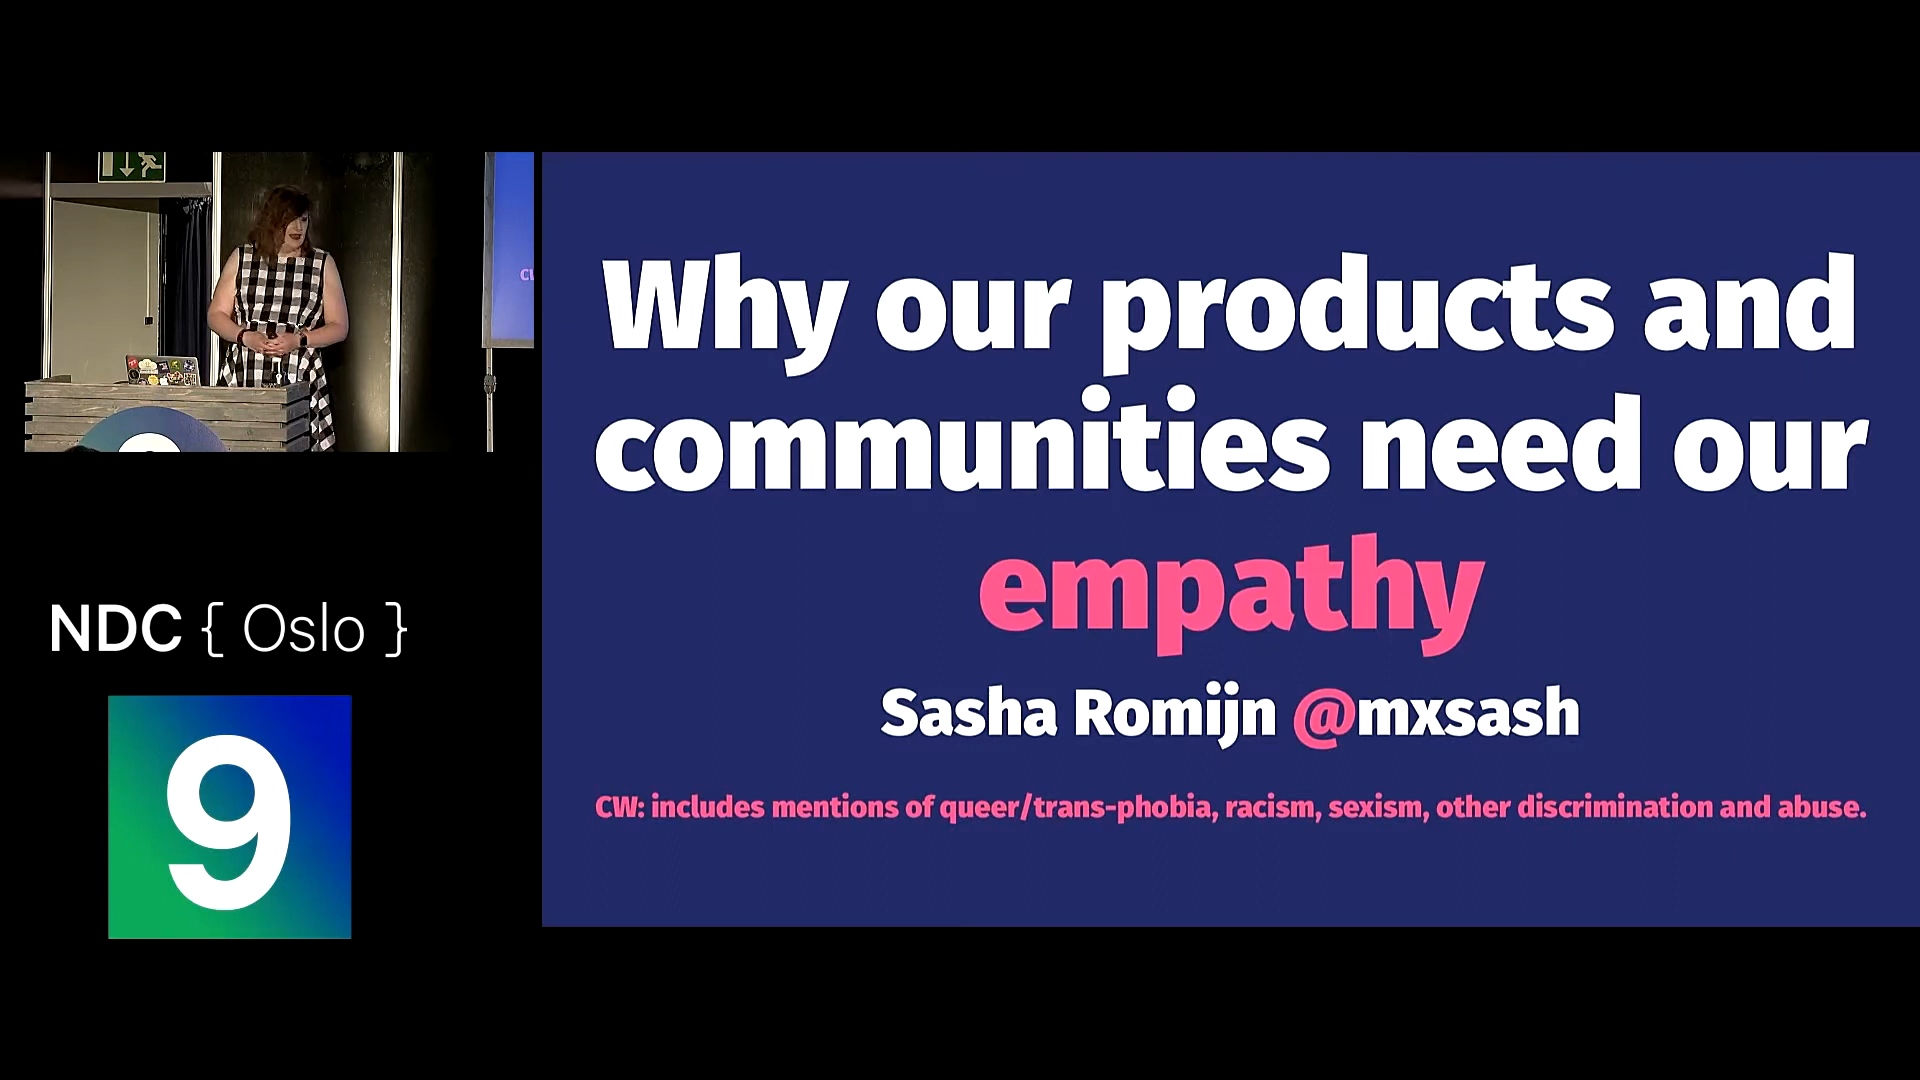 Why our products and
communities need our
empathy
Sasha Romijn @mxsash
CW: includes mentions of queer/trans-phobia, racism, sexism, other discrimination and abuse.
NDC { Oslo }
9